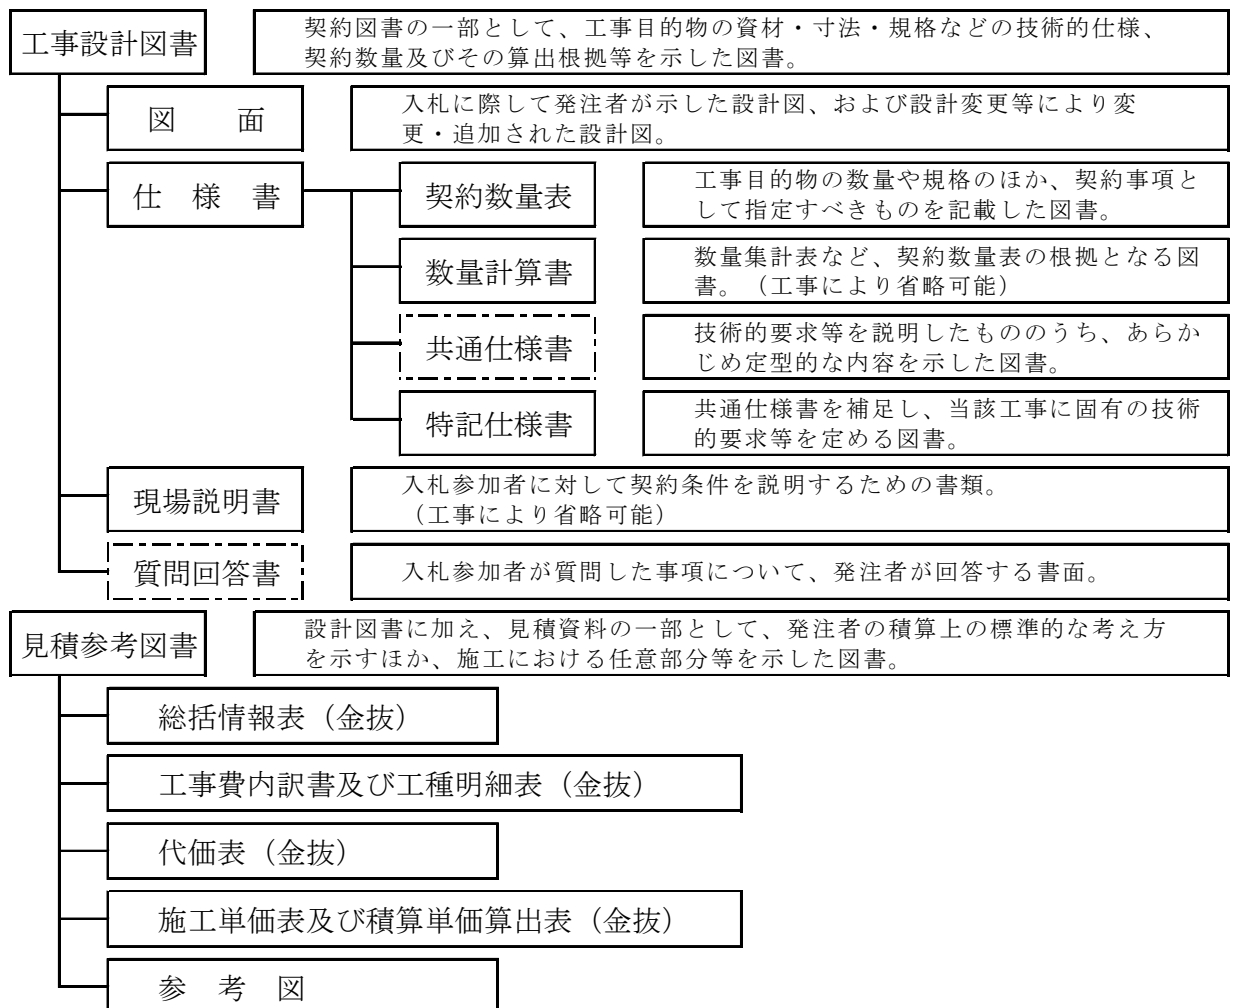 工事設計図書
契約図書の一部として、工事目的物の資材・寸法・規格などの技術的仕様、
契約数量及びその算出根拠等を示した図書。
図 面
入札に際して発注者が示した設計図、および設計変更等により変
更・追加された設計図。
仕 様 書
契約数量表
工事目的物の数量や規格のほか、契約事項と
して指定すべきものを記載した図書。
数量計算書
数量集計表など、契約数量表の根拠となる図
書。（工事により省略可能）
共通仕様書
技術的要求等を説明したもののうち、あらか
じめ定型的な内容を示した図書。
特記仕様書
共通仕様書を補足し、当該工事に固有の技術
的要求等を定める図書。
現場説明書
入札参加者に対して契約条件を説明するための書類。
（工事により省略可能）
質問回答書
入札参加者が質問した事項について、発注者が回答する書面。
見積参考図書
設計図書に加え、見積資料の一部として、発注者の積算上の標準的な考え方
を示すほか、施工における任意部分等を示した図書。
総括情報表（金抜）
工事費内訳書及び工種明細表（金抜）
代価表（金抜）
施工単価表及び積算単価算出表（金抜）
参 考 図